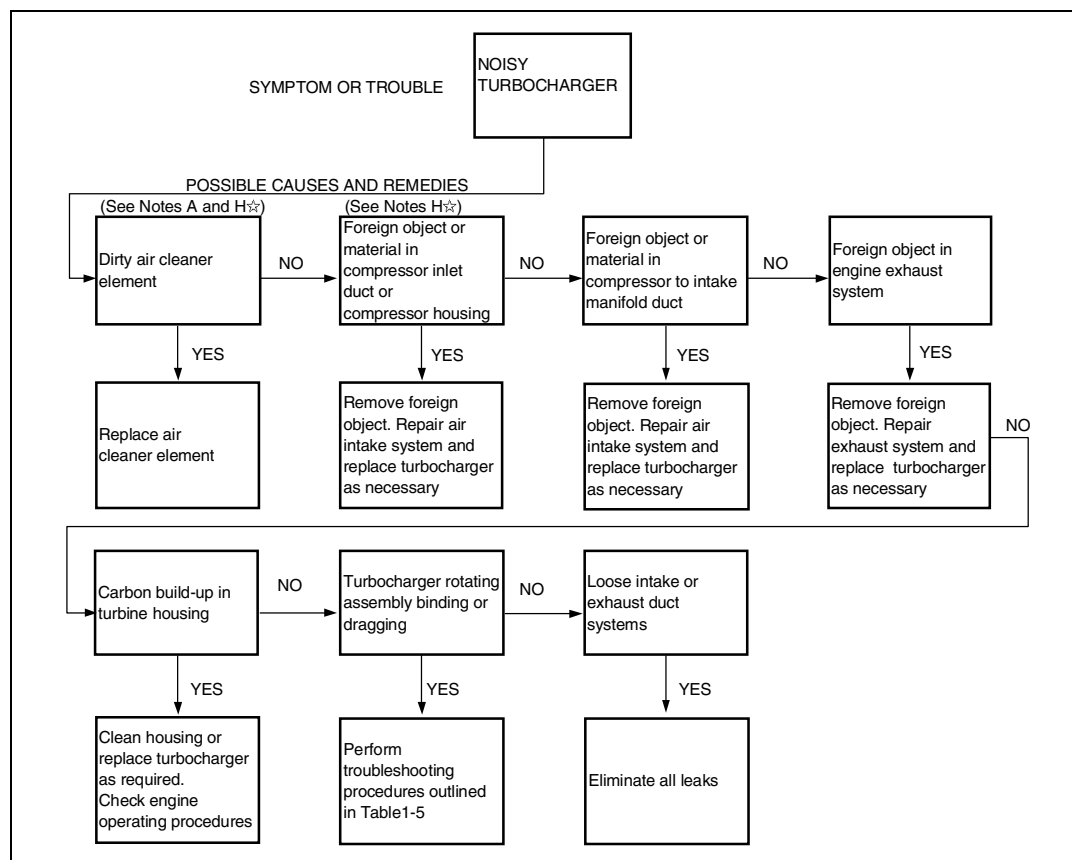 NOISY
TURBOCHARGER
SYMPTOM OR TROUBLE
POSSIBLE CAUSES AND REMEDIES
(See Notes A and H☆)
(See Notes H☆)
Dirty air cleaner
element
NO
Foreign object or
material in
compressor inlet
duct or
compressor housing
NO
Foreign object or
material in
compressor to intake
manifold duct
NO
Foreign object in
engine exhaust
system
YES
YES
YES
YES
Replace air
cleaner element
Remove foreign
object. Repair air
intake system and
replace turbocharger
as necessary
Remove foreign
object. Repair air
intake system and
replace turbocharger
as necessary
Remove foreign
object. Repair
exhaust system and
replace turbocharger
as necessary
NO
Carbon build-up in
turbine housing
NO
Turbocharger rotating
assembly binding or
dragging
NO
Loose intake or
exhaust duct
systems
YES
YES
YES
Clean housing or
replace turbocharger
as required.
Check engine
operating procedures
Perform
troubleshooting
procedures outlined
in Table1-5
Eliminate all leaks